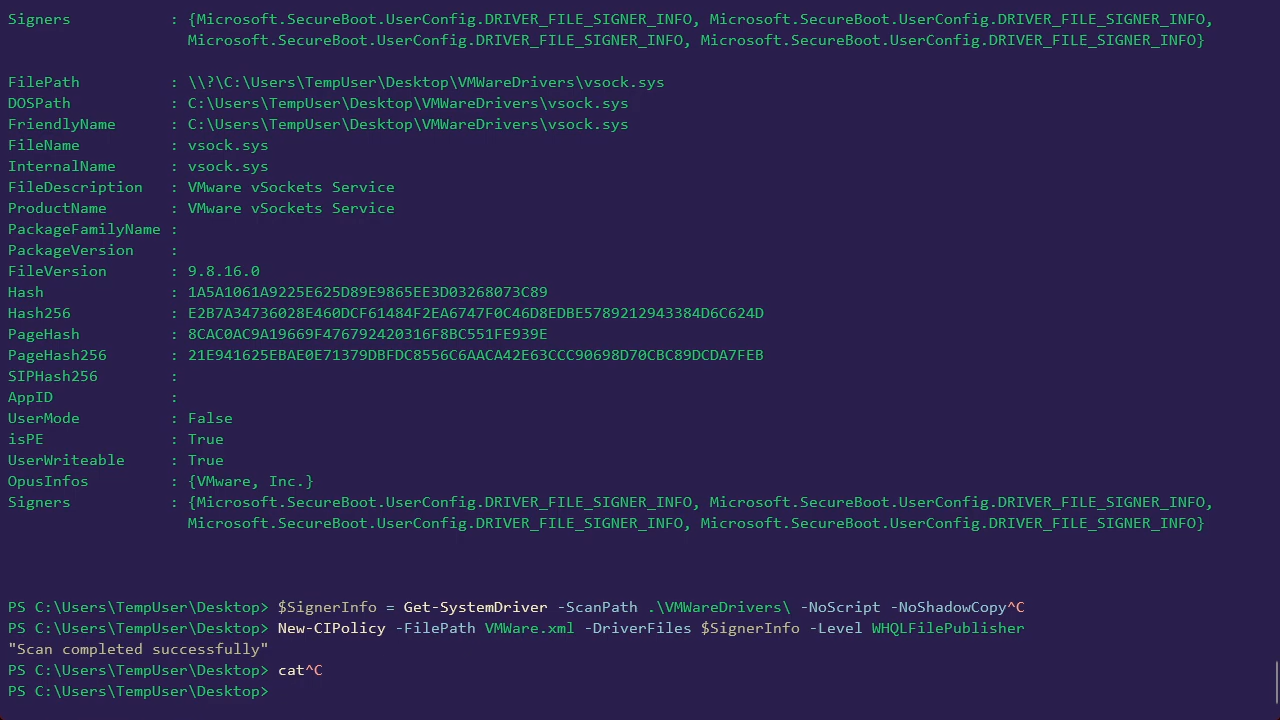 Signers           : {Microsoft.SecureBoot.UserConfig.DRIVER_FILE_SIGNER_INFO, Microsoft.SecureBoot.UserConfig.DRIVER_FILE_SIGNER_INFO,
                    Microsoft.SecureBoot.UserConfig.DRIVER_FILE_SIGNER_INFO, Microsoft.SecureBoot.UserConfig.DRIVER_FILE_SIGNER_INFO}
FilePath          : \\?\C:\Users\TempUser\Desktop\VMWareDrivers\vsock.sys
DOSPath           : C:\Users\TempUser\Desktop\VMWareDrivers\vsock.sys
FriendlyName      : C:\Users\TempUser\Desktop\VMWareDrivers\vsock.sys
FileName          : vsock.sys
InternalName      : vsock.sys
FileDescription   : VMware vSockets Service
ProductName       : VMware vSockets Service
PackageFamilyName :
PackageVersion    :
FileVersion       : 9.8.16.0
Hash              : 1A5A1061A9225E625D89E9865EE3D03268073C89
Hash256           : E2B7A34736028E460DCF61484F2EA6747F0C46D8EDBE5789212943384D6C624D
PageHash          : 8CAC0AC9A19669F476792420316F8BC551FE939E
PageHash256       : 21E941625EBAE0E71379DBFDC8556C6AACA42E63CCC90698D70CBC89DCDA7FEB
SIPHash256        :
AppID             :
UserMode          : False
isPE              : True
UserWriteable     : True
OpusInfos         : {VMware, Inc.}
Signers           : {Microsoft.SecureBoot.UserConfig.DRIVER_FILE_SIGNER_INFO, Microsoft.SecureBoot.UserConfig.DRIVER_FILE_SIGNER_INFO,
                    Microsoft.SecureBoot.UserConfig.DRIVER_FILE_SIGNER_INFO, Microsoft.SecureBoot.UserConfig.DRIVER_FILE_SIGNER_INFO}
PS C:\Users\TempUser\Desktop> $SignerInfo = Get-SystemDriver -ScanPath .\VMWareDrivers\ -NoScript -NoShadowCopy^C
PS C:\Users\TempUser\Desktop> New-CIPolicy -FilePath VMWare.xml -DriverFiles $SignerInfo -Level WHQLFilePublisher
"Scan completed successfully"
PS C:\Users\TempUser\Desktop> cat^C
PS C:\Users\TempUser\Desktop>